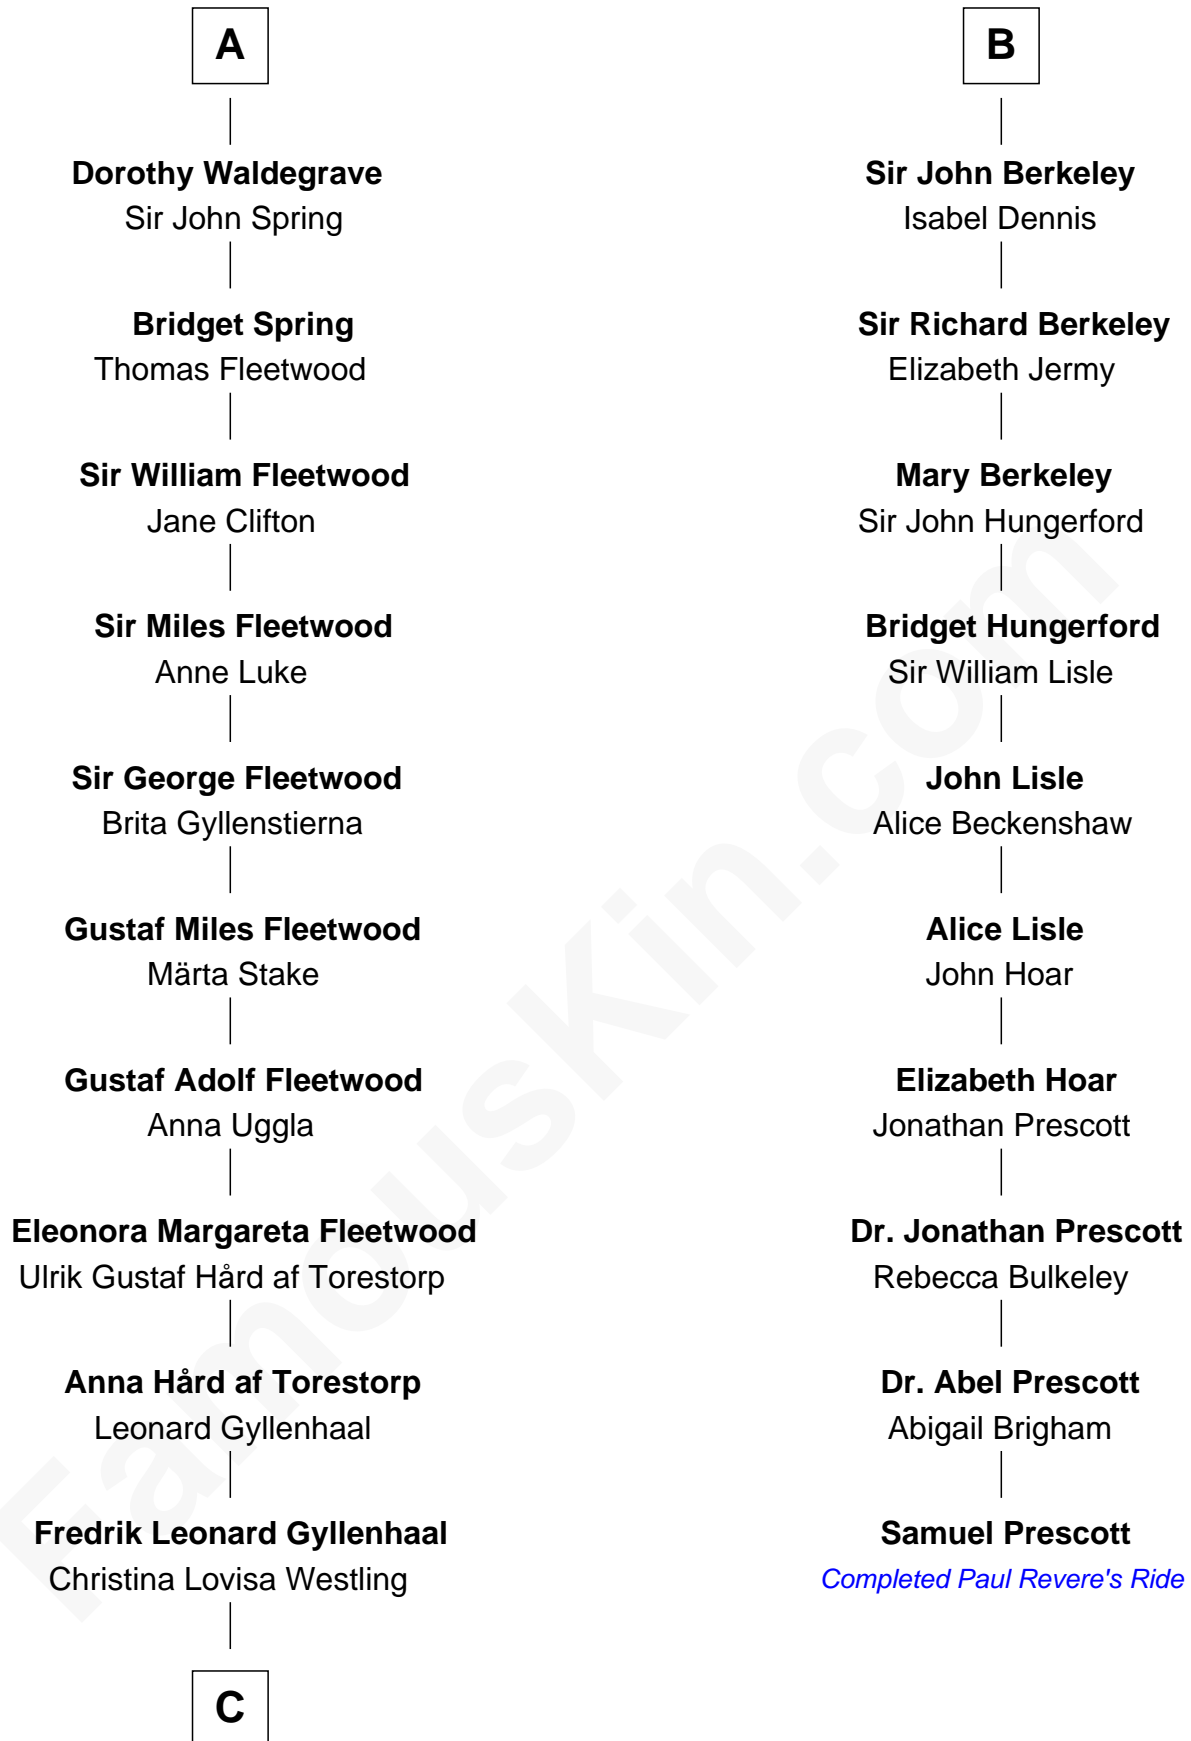 A
Dorothy Waldegrave
Sir John Spring
Bridget Spring
Thomas Fleetwood
Sir William Fleetwood
Jane Clifton
Sir Miles Fleetwood
Anne Luke
Sir George Fleetwood
Brita Gyllenstierna
Gustaf Miles Fleetwood
Märta Stake
Gustaf Adolf Fleetwood
Anna Uggla
Eleonora Margareta Fleetwood
Ulrik Gustaf Hård af Torestorp
Anna Hård af Torestorp
Leonard Gyllenhaal
Fredrik Leonard Gyllenhaal
Christina Lovisa Westling
C
B
Sir John Berkeley
Isabel Dennis
Sir Richard Berkeley
Elizabeth Jermy
Mary Berkeley
Sir John Hungerford
Bridget Hungerford
Sir William Lisle
John Lisle
Alice Beckenshaw
Alice Lisle
John Hoar
Elizabeth Hoar
Jonathan Prescott
Dr. Jonathan Prescott
Rebecca Bulkeley
Dr. Abel Prescott
Abigail Brigham
Samuel Prescott
Completed Paul Revere's Ride
FamousKin.com